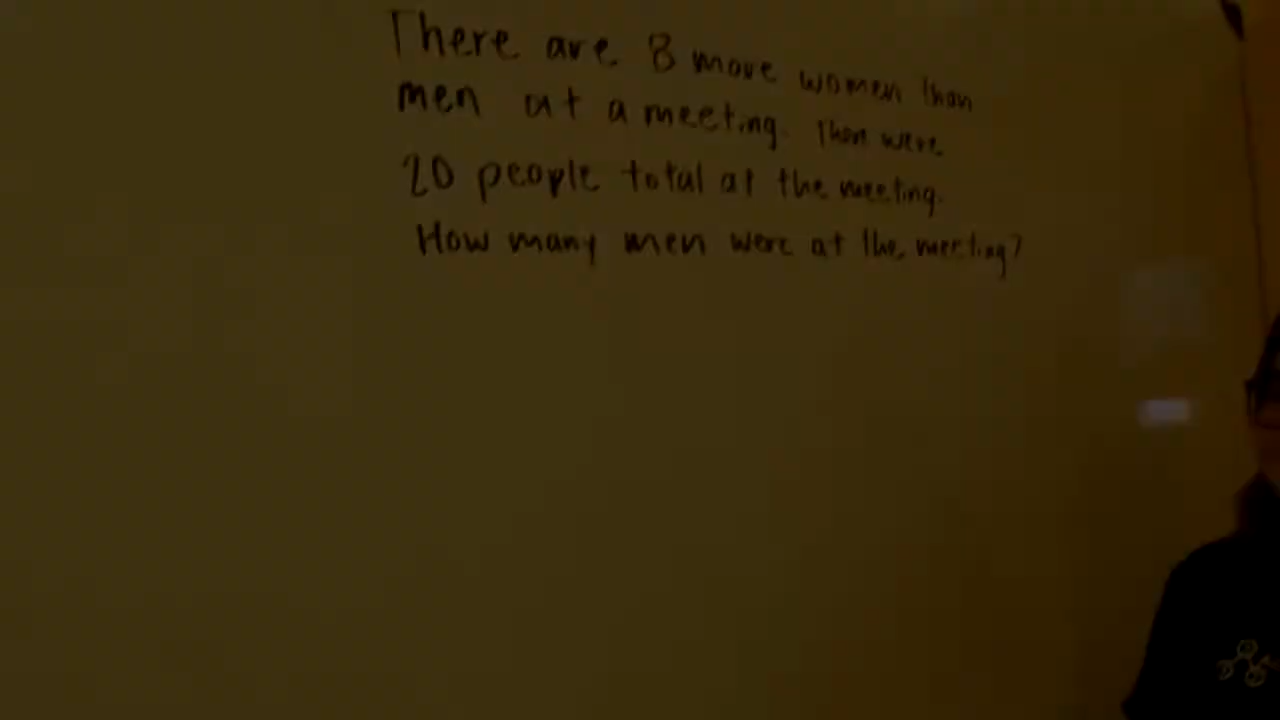 There are 8 more women than
men at a meeting. Then were
20 people total at the meeting.
How many men were at the meeting?